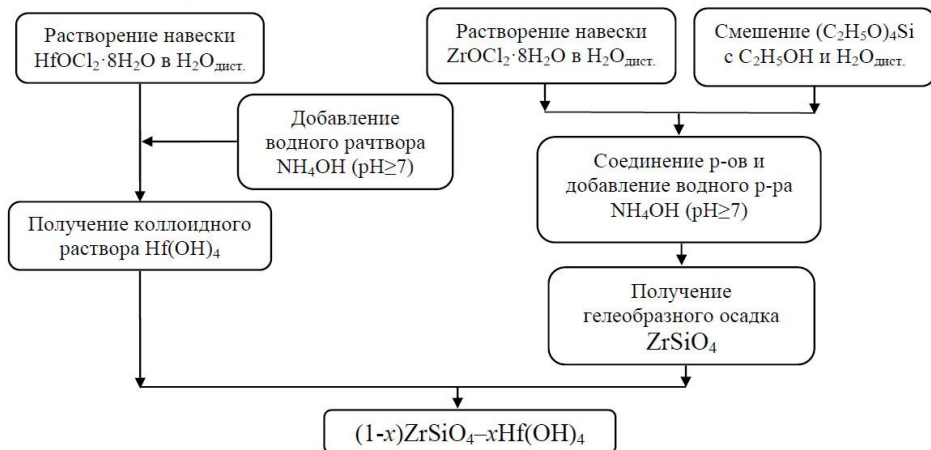 Растворение навески
HfOCl₂·8H₂O в H₂Oдист.
Растворение навески
ZrOCl₂·8H₂O в H₂Oдист.
Смешение (C₂H₅O)₄Si
с C₂H₅OH и H₂Oдист.
Добавление
водного рачтвора
NH₄OH (pH≥7)
Соединение р-ов и
добавление водного р-ра
NH₄OH (pH≥7)
Получение коллоидного
раствора Hf(OH)₄
Получение
гелеобразного осадка
ZrSiO₄
(1-x)ZrSiO₄–xHf(OH)₄